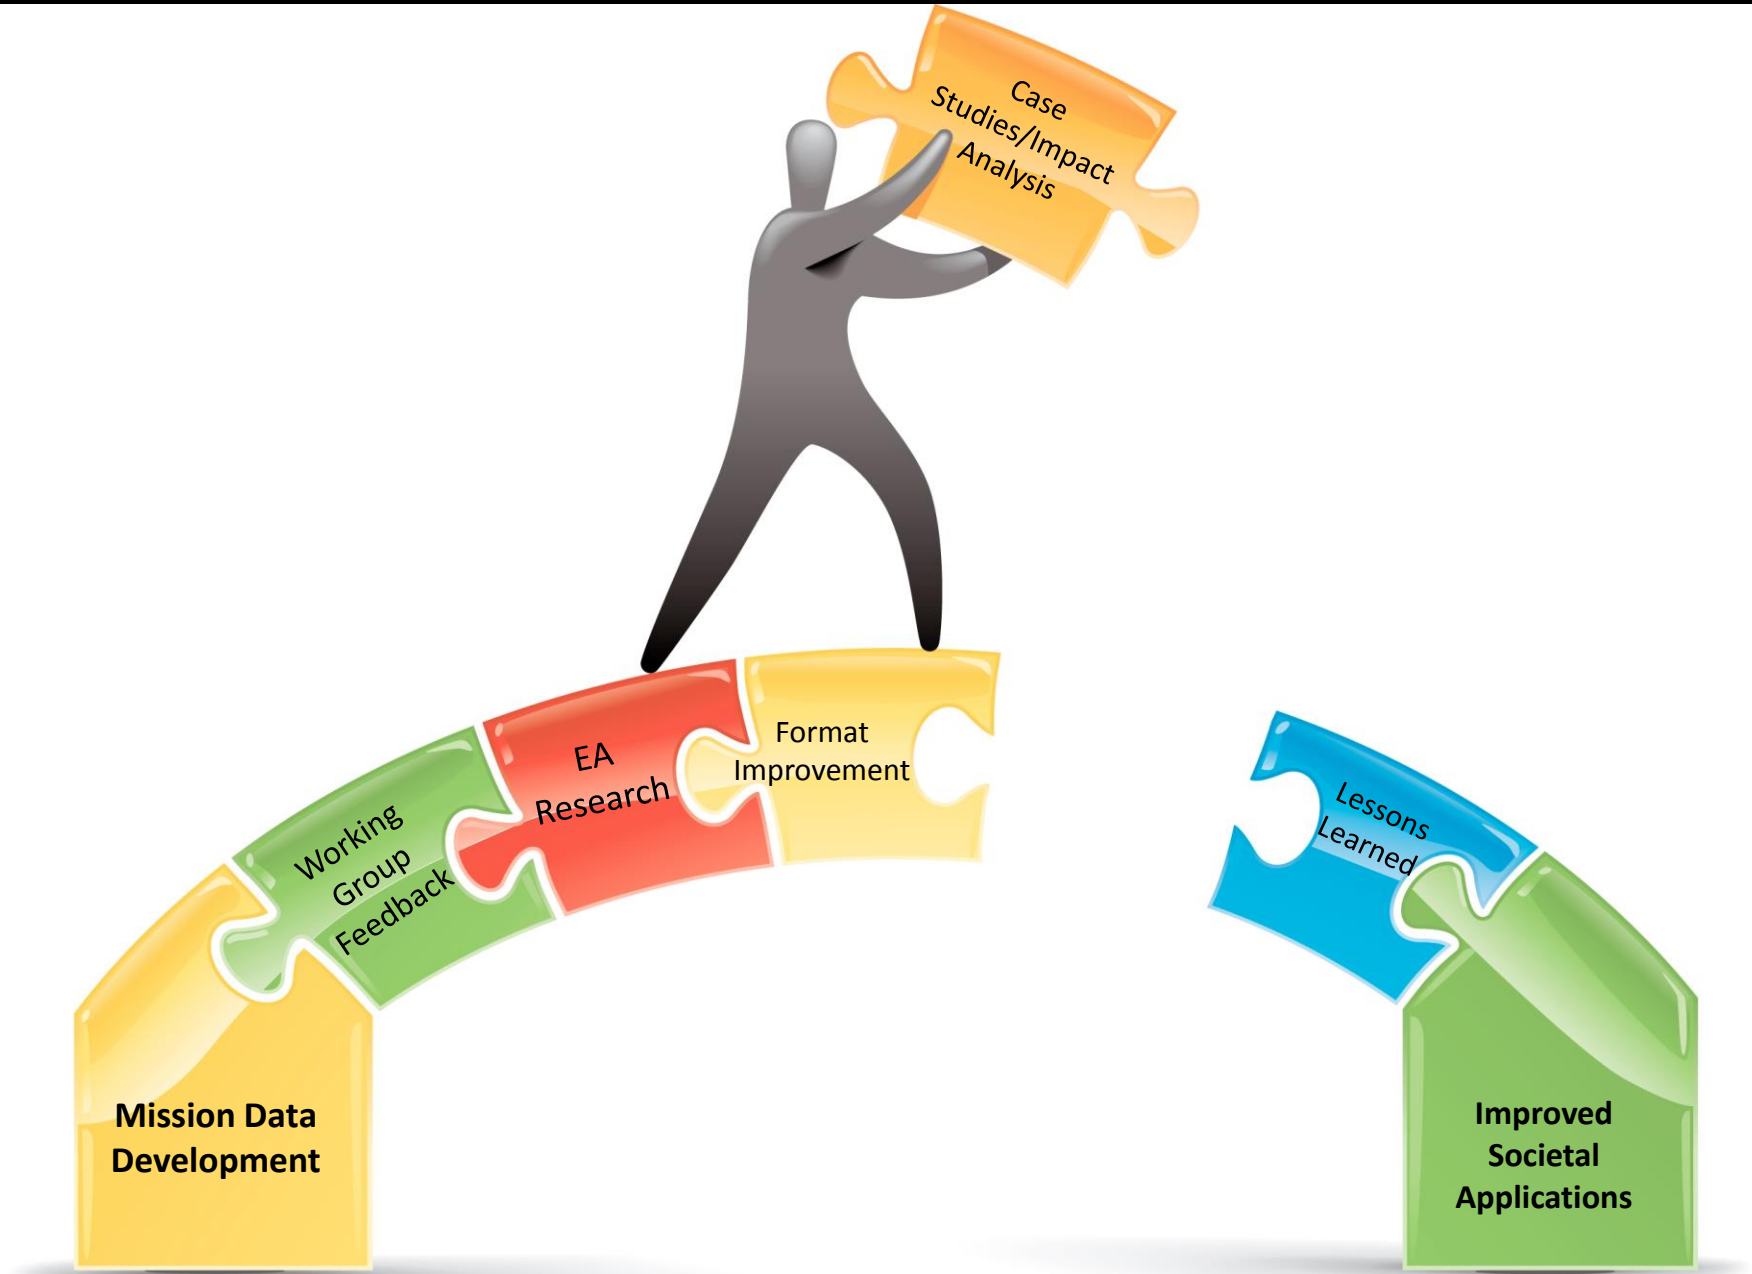 Case
Studies/Impact
Analysis
Format
Improvement
EA
Research
Working
Group
Feedback
Lessons
Learned
Mission Data
Development
Improved
Societal
Applications